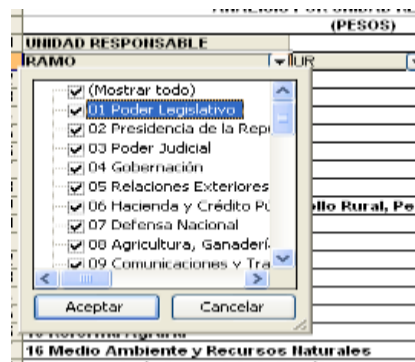 (PESOS)
UNIDAD RESPONSABLE
RAMO UR
(Mostrar todo)
01 Poder Legislativo
02 Presidencia de la Rep
03 Poder Judicial
04 Gobernación
05 Relaciones Exteriores
06 Hacienda y Crédito Pú
07 Defensa Nacional
llo Rural, Pe
08 Agricultura, Ganaderí
09 Comunicaciones y Tra
Aceptar Cancelar
16 Medio Ambiente y Recursos Naturales